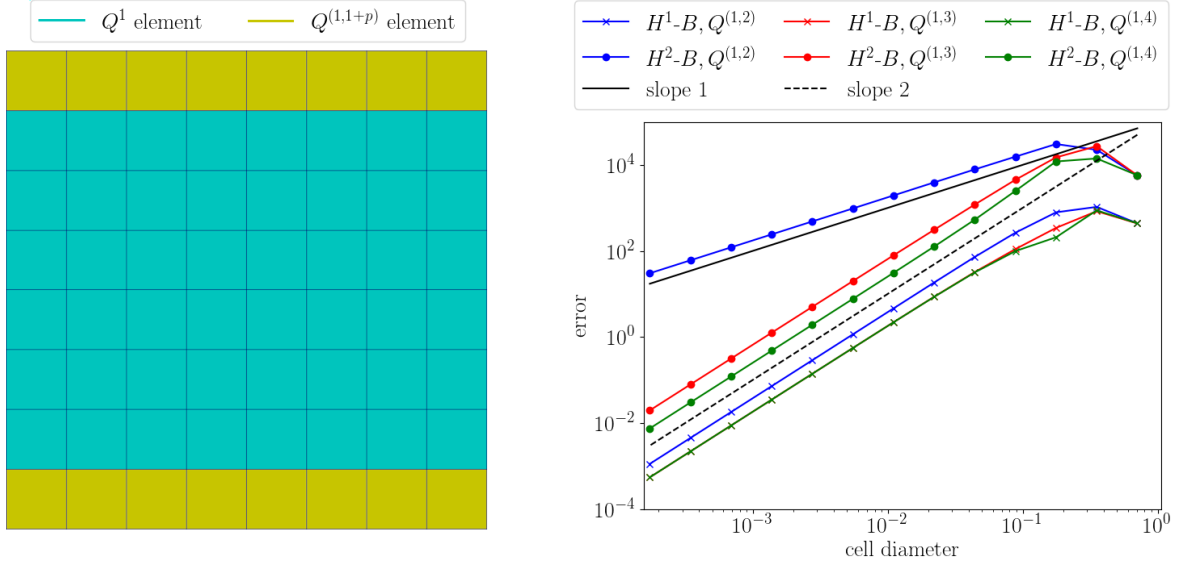 Q^1 element Q^{(1,1+p)} element
H^1-B, Q^{(1,2)} H^1-B, Q^{(1,3)} H^1-B, Q^{(1,4)}
H^2-B, Q^{(1,2)} H^2-B, Q^{(1,3)} H^2-B, Q^{(1,4)}
slope 1 slope 2
10^4
10^2
10^0
10^{-2}
10^{-4}
error
10^{-3} 10^{-2} 10^{-1} 10^0
cell diameter